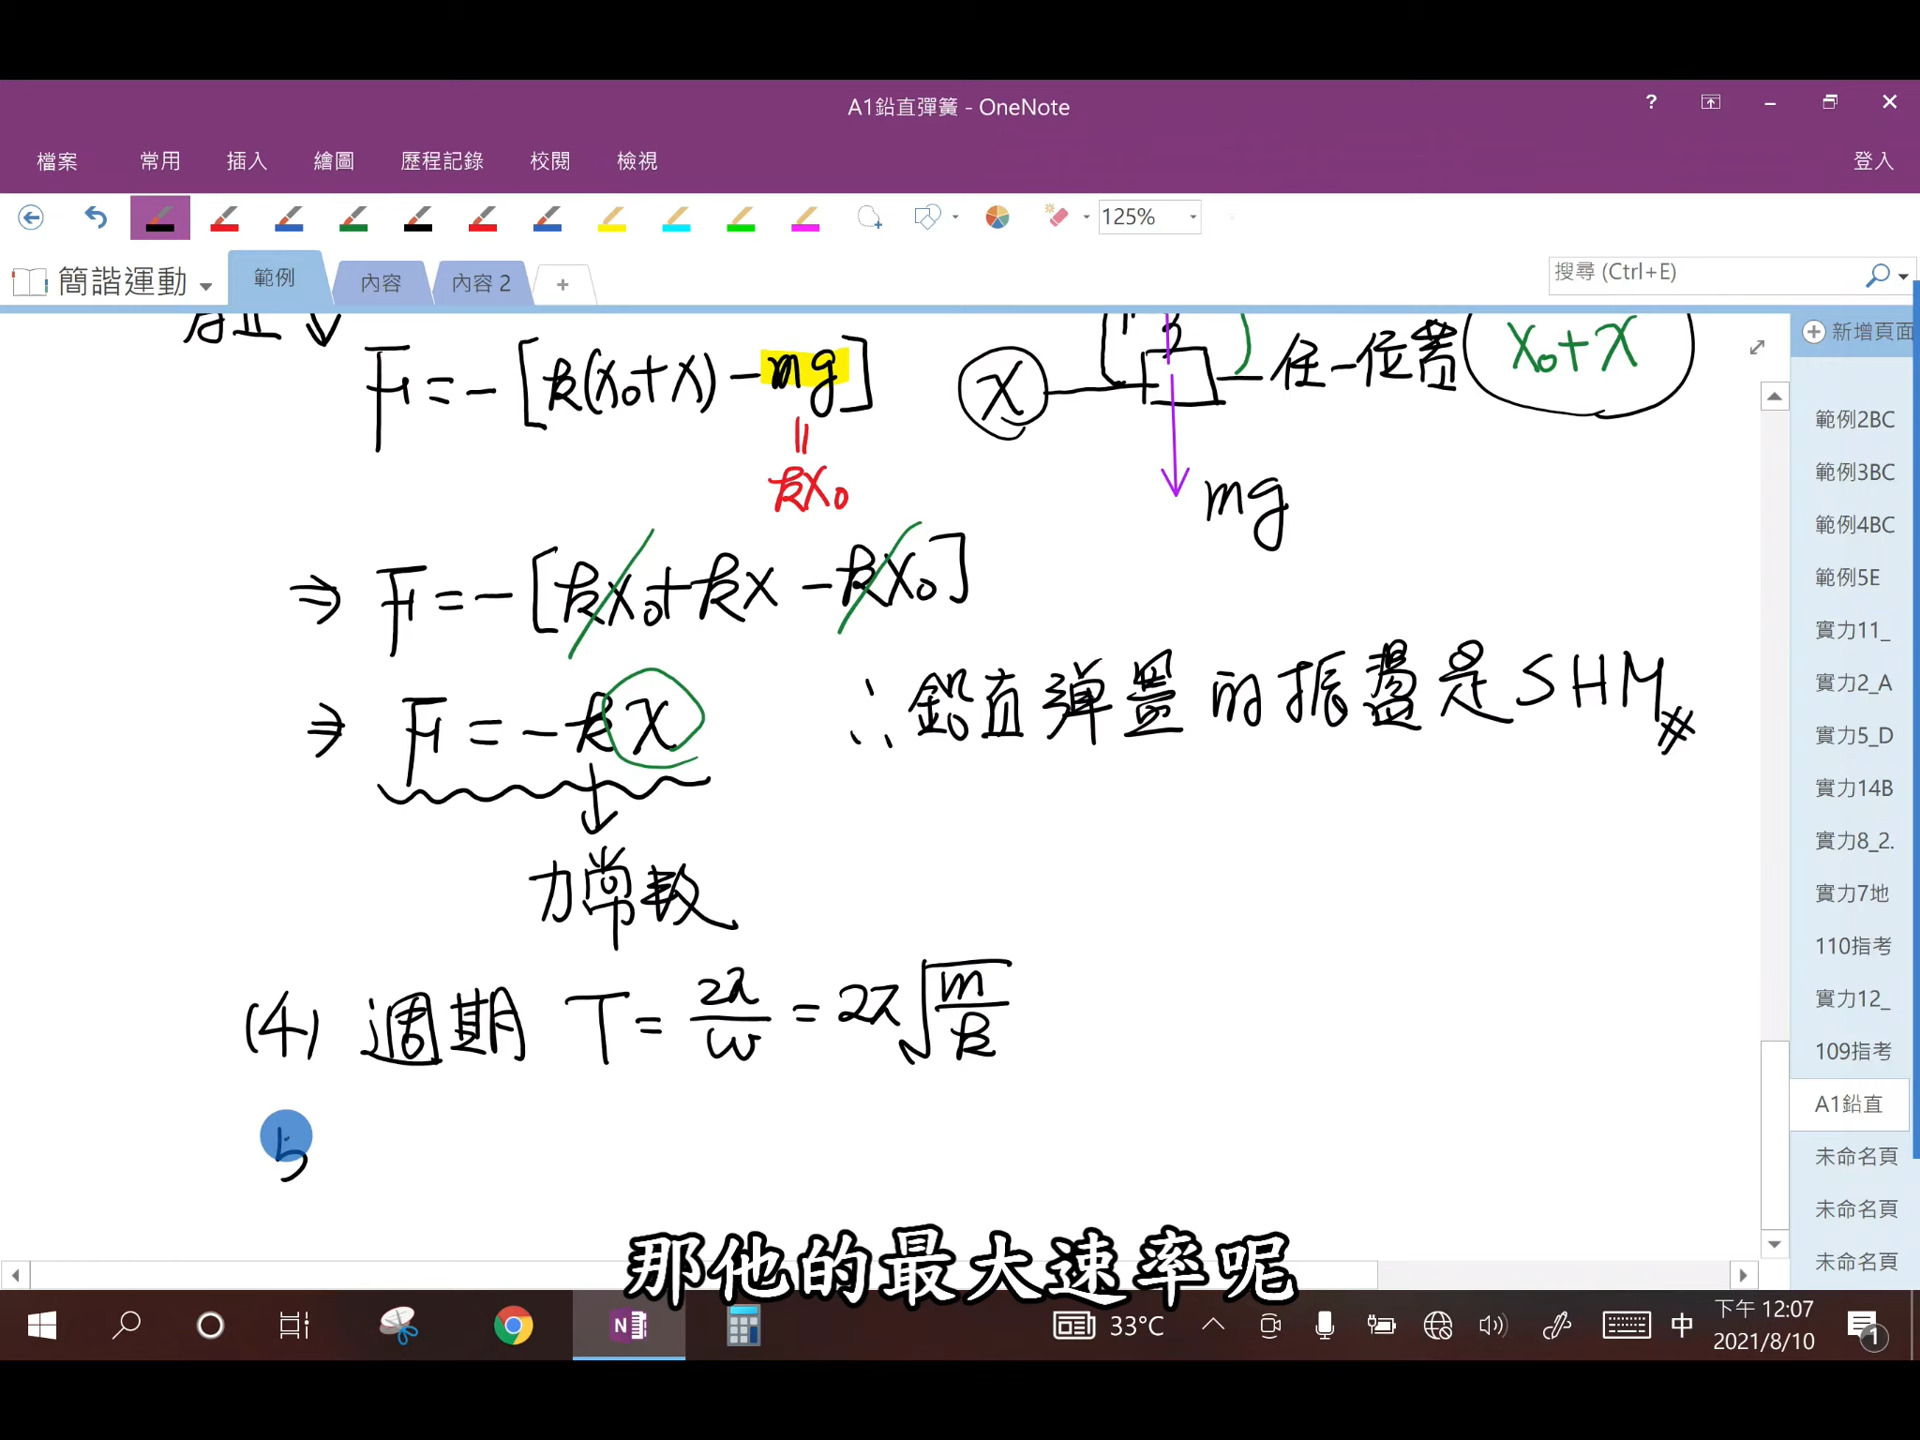 A1鉛直彈簧 - OneNote
?
檔案 常用 插入 繪圖 歷程記錄 校閱 檢視 登入
125%
簡諧運動 範例 內容 內容 2 +
搜尋 (Ctrl+E)
新增頁面
範例2BC
範例3BC
範例4BC
範例5E
實力11_
實力2_A
實力5_D
實力14B
實力8_2.
實力7地
110指考
實力12_
109指考
A1鉛直
未命名頁
未命名頁
未命名頁
F = -[k(x₀+x) - mg]
=
kx₀
x 任一位置 x₀+x
mg
⇒ F = -[kx₀+kx-kx₀]
⇒ F = -kx ∴鉛直弹簧的振盪是SHM#
力常数
(4) 週期 T = 2π/ω = 2π√(m/k)
5
那他的最大速率呢
33°C 中 下午 12:07
2021/8/10
1